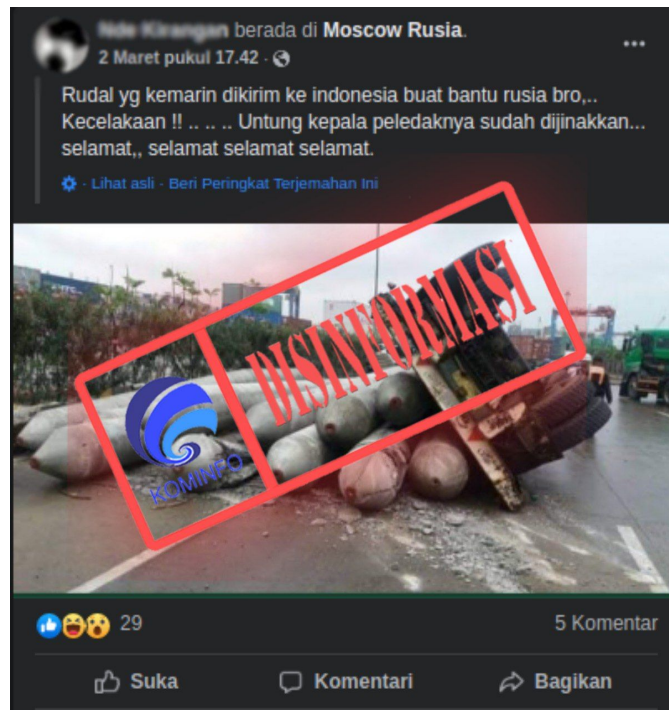 berada di Moscow Rusia.
2 Maret pukul 17.42 ·
Rudal yg kemarin dikirim ke indonesia buat bantu rusia bro,..
Kecelakaan !! .. .. .. Untung kepala peledaknya sudah dijinakkan...
selamat,, selamat selamat selamat.
· Lihat asli · Beri Peringkat Terjemahan Ini
DISINFORMASI
KOMINFO
29
5 Komentar
Suka
Komentari
Bagikan